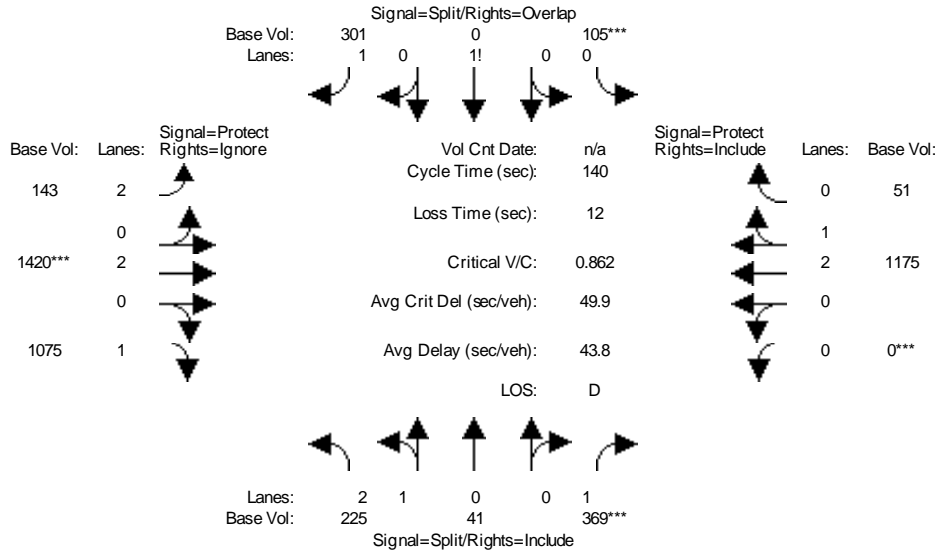 Signal=Split/Rights=Overlap
Base Vol: 301 0 105***
Lanes: 1 0 1! 0 0
Signal=Protect
Base Vol: Lanes: Rights=Ignore
Vol Cnt Date: n/a
Signal=Protect
Rights=Include Lanes: Base Vol:
Cycle Time (sec): 140
143 2
0 51
Loss Time (sec): 12
0
1
1420*** 2
Critical V/C: 0.862
2 1175
0
Avg Crit Del (sec/veh): 49.9
0
1075 1
Avg Delay (sec/veh): 43.8
0 0***
LOS: D
Lanes: 2 1 0 0 1
Base Vol: 225 41 369***
Signal=Split/Rights=Include